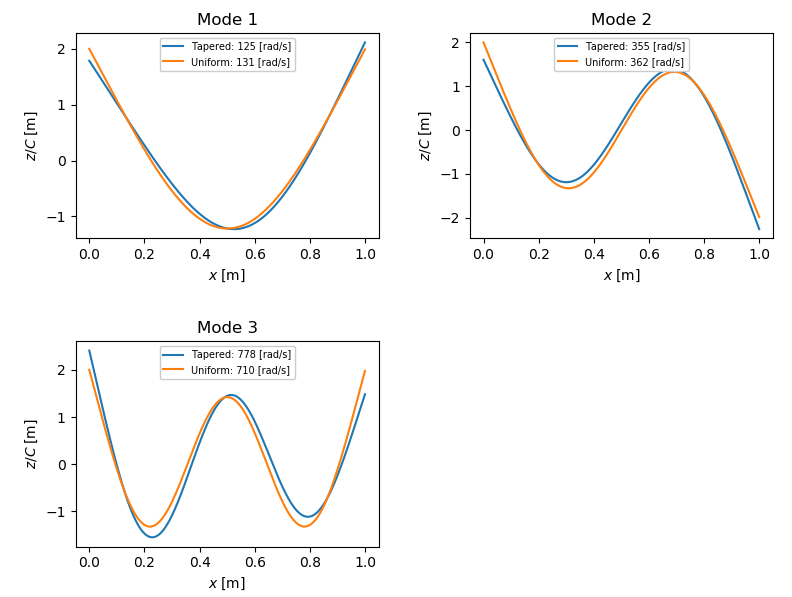 Mode 1
Tapered: 125 [rad/s]
Uniform: 131 [rad/s]
z/C [m]
2
1
0
−1
0.0 0.2 0.4 0.6 0.8 1.0
x [m]
Mode 2
Tapered: 355 [rad/s]
Uniform: 362 [rad/s]
z/C [m]
2
1
0
−1
−2
0.0 0.2 0.4 0.6 0.8 1.0
x [m]
Mode 3
Tapered: 778 [rad/s]
Uniform: 710 [rad/s]
z/C [m]
2
1
0
−1
0.0 0.2 0.4 0.6 0.8 1.0
x [m]